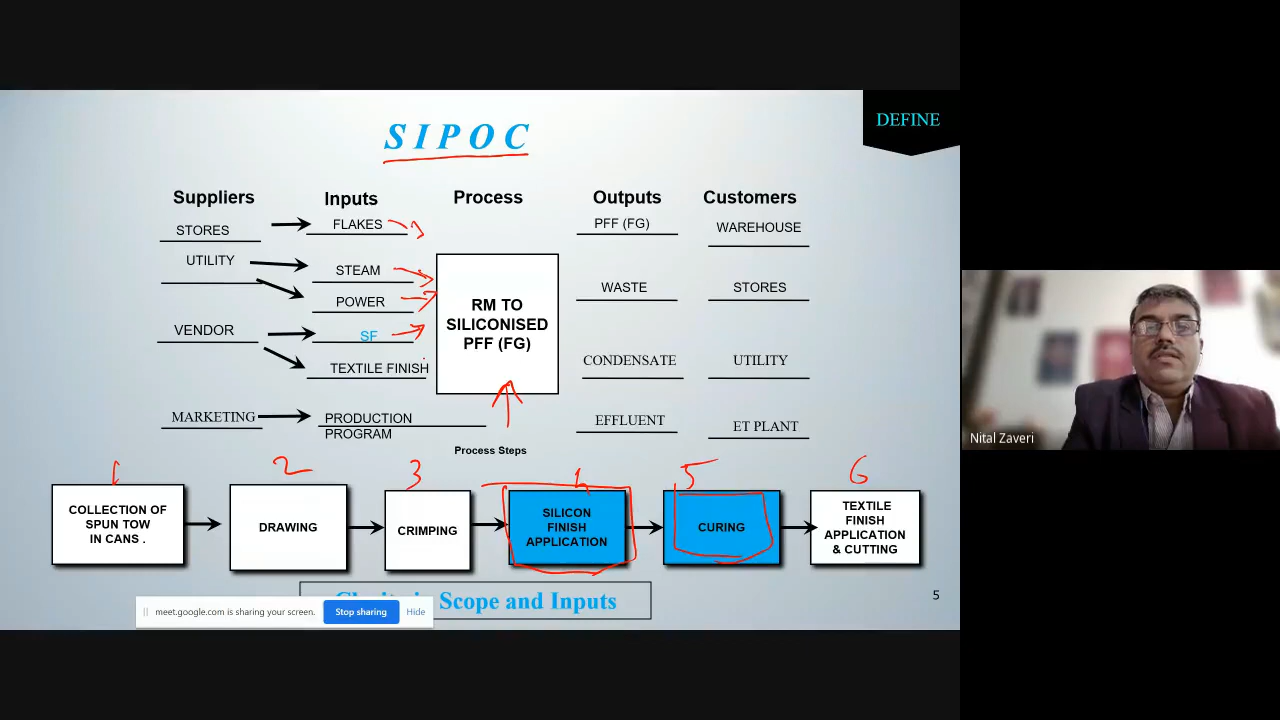 DEFINE
S I P O C
Suppliers Inputs Process Outputs Customers
STORES FLAKES PFF (FG) WAREHOUSE
UTILITY STEAM WASTE STORES
POWER
RM TO
SILICONISED
PFF (FG)
VENDOR SF
TEXTILE FINISH CONDENSATE UTILITY
MARKETING PRODUCTION
PROGRAM
EFFLUENT ET PLANT
Process Steps
1 2 3 4 5 6
COLLECTION OF
SPUN TOW
IN CANS .
DRAWING
CRIMPING
SILICON
FINISH
APPLICATION
CURING
TEXTILE
FINISH
APPLICATION
& CUTTING
Scope and Inputs
5
meet.google.com is sharing your screen. Stop sharing Hide
Nital Zaveri